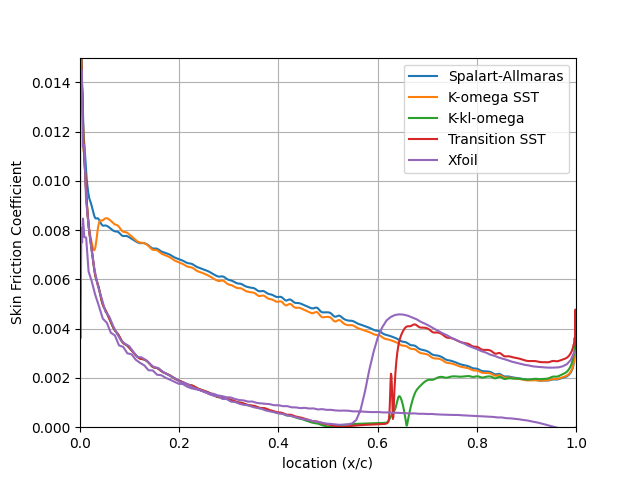 0.014
0.012
0.010
0.008
0.006
0.004
0.002
0.000
Skin Friction Coefficient
Spalart-Allmaras
K-omega SST
K-kl-omega
Transition SST
Xfoil
0.0 0.2 0.4 0.6 0.8 1.0
location (x/c)